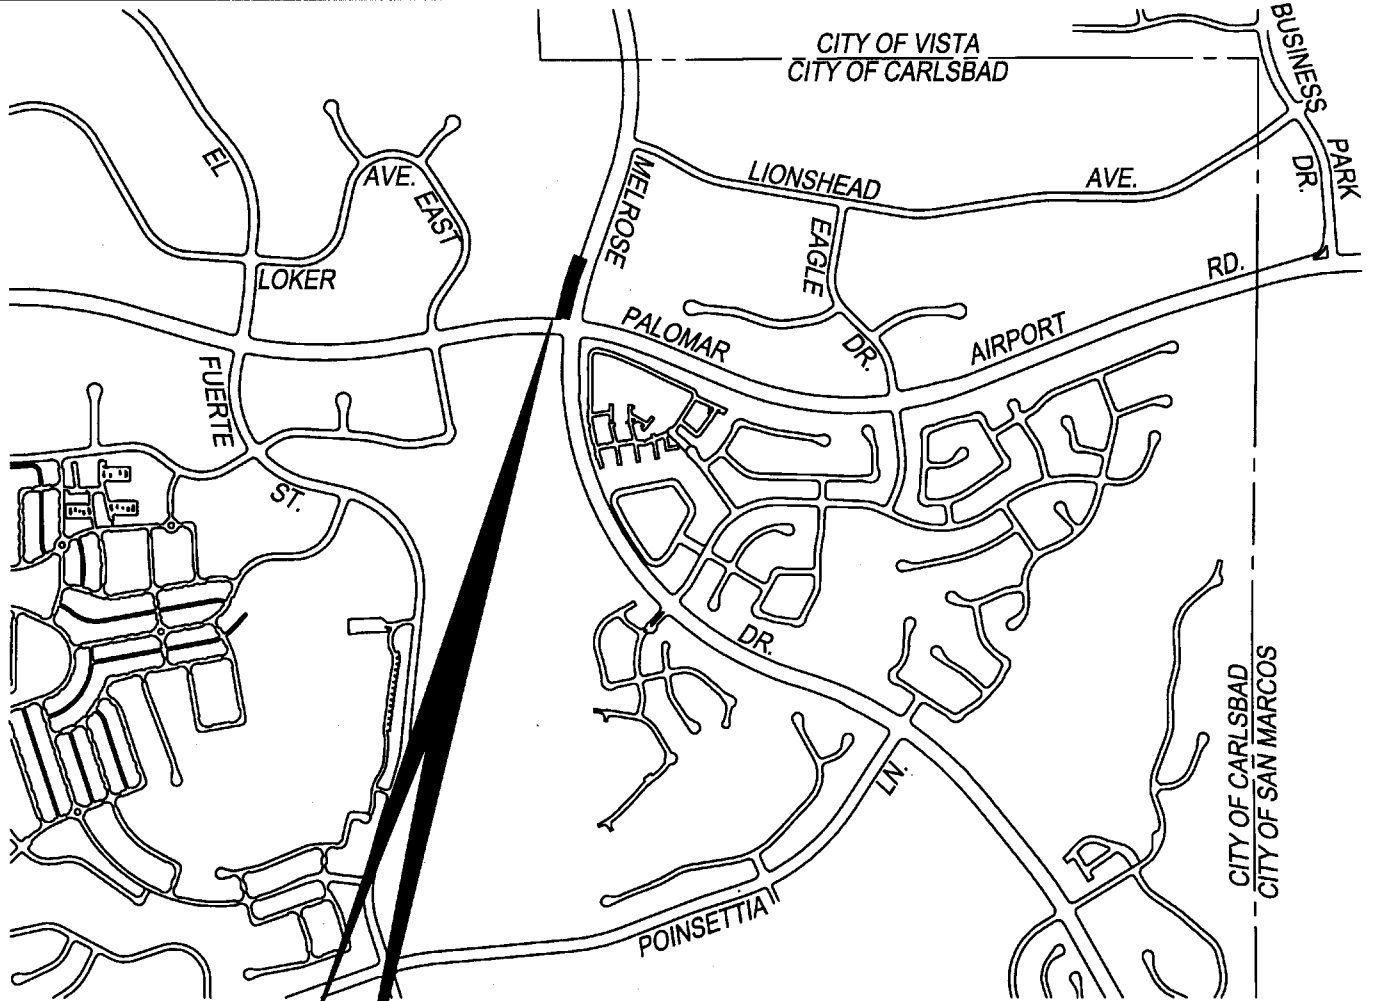 CITY OF VISTA
CITY OF CARLSBAD
BUSINESS
PARK
DR.
EL
AVE.
EAST
MELROSE
LIONSHEAD
AVE.
EAGLE
DR.
LOKER
RD.
PALOMAR
AIRPORT
FUERTE
ST.
DR.
LN.
POINSETTIA
CITY OF CARLSBAD
CITY OF SAN MARCOS